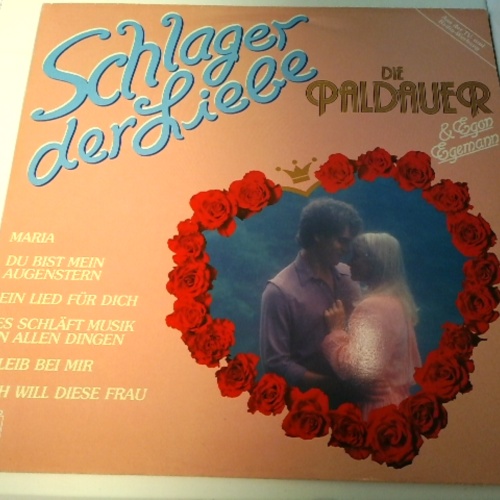 Schlager
der Liebe
DIE
PALDAUER
& Egon
Egemann
MARIA
DU BIST MEIN
AUGENSTERN
EIN LIED FÜR DICH
ES SCHLÄFT MUSIK
N ALLEN DINGEN
LEIB BEI MIR
H WILL DIESE FRAU